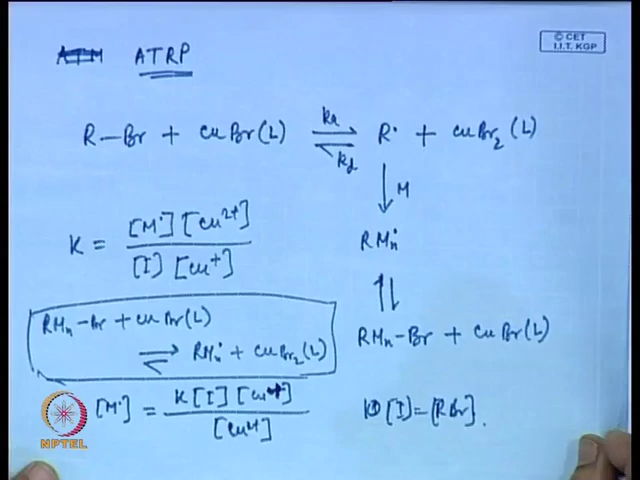 ATM ATRP
© CET
I.I.T. KGP
R-Br + CuBr(L) ka ⇌ kd R• + CuBr2 (L)
↓ M
K = [M•][Cu2+] / [I][Cu+]
RMn•
⇅
RMn-Br + CuBr(L)
⇌ RMn• + CuBr2(L)
RMn-Br + CuBr(L)
[M•] = K[I][Cu+] / [Cu2+]
[I] = [RBr].
NPTEL